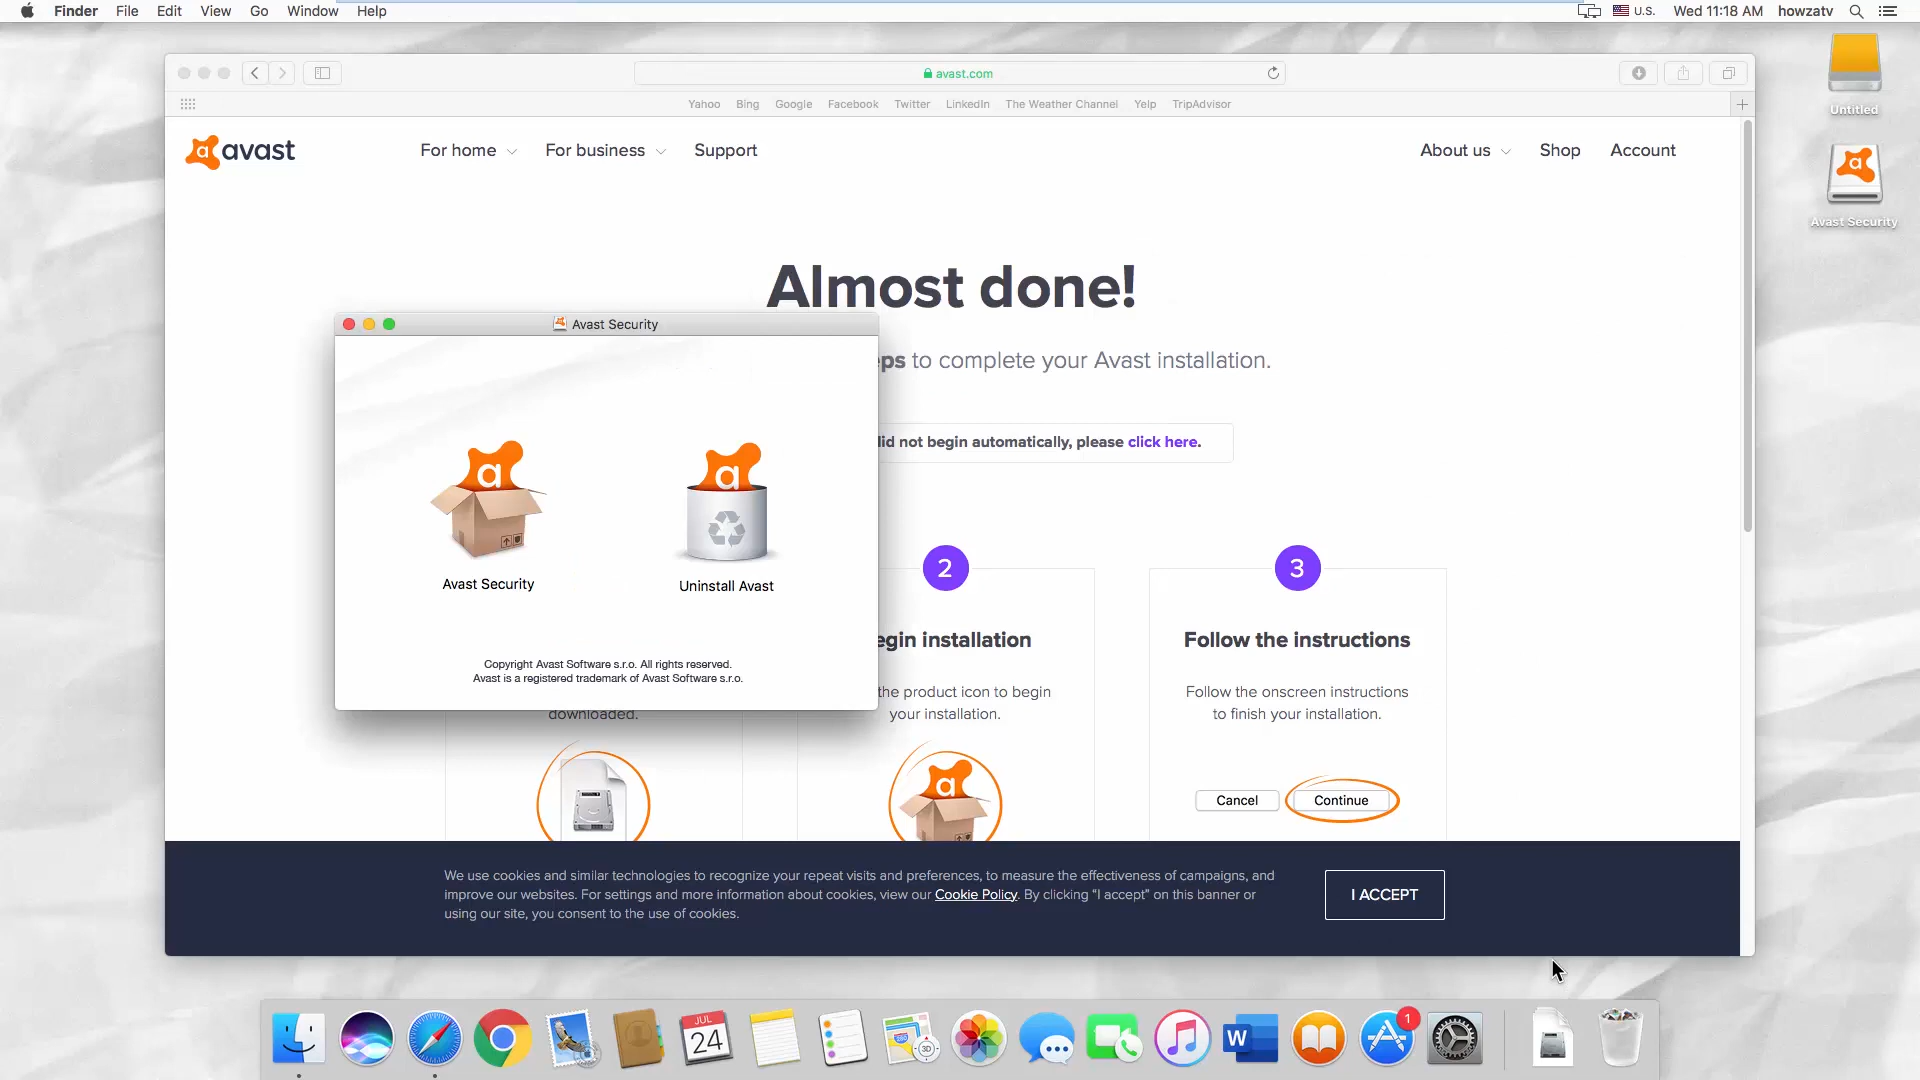 Finder File Edit View Go Window Help
U.S. Wed 11:18 AM howzatv
avast.com
Yahoo Bing Google Facebook Twitter LinkedIn The Weather Channel Yelp TripAdvisor
Untitled
avast
For home For business Support
About us Shop Account
Avast Security
Almost done!
Avast Security
to complete your Avast installation.
not begin automatically, please click here.
a
a
Avast Security
Uninstall Avast
2
3
installation
Follow the instructions
Copyright Avast Software s.r.o. All rights reserved.
Avast is a registered trademark of Avast Software s.r.o.
the product icon to begin
your installation.
Follow the onscreen instructions
to finish your installation.
downloaded.
Cancel Continue
We use cookies and similar technologies to recognize your repeat visits and preferences, to measure the effectiveness of campaigns, and
improve our websites. For settings and more information about cookies, view our Cookie Policy. By clicking "I accept" on this banner or
using our site, you consent to the use of cookies.
I ACCEPT
JUL
24
280
3D
W
1